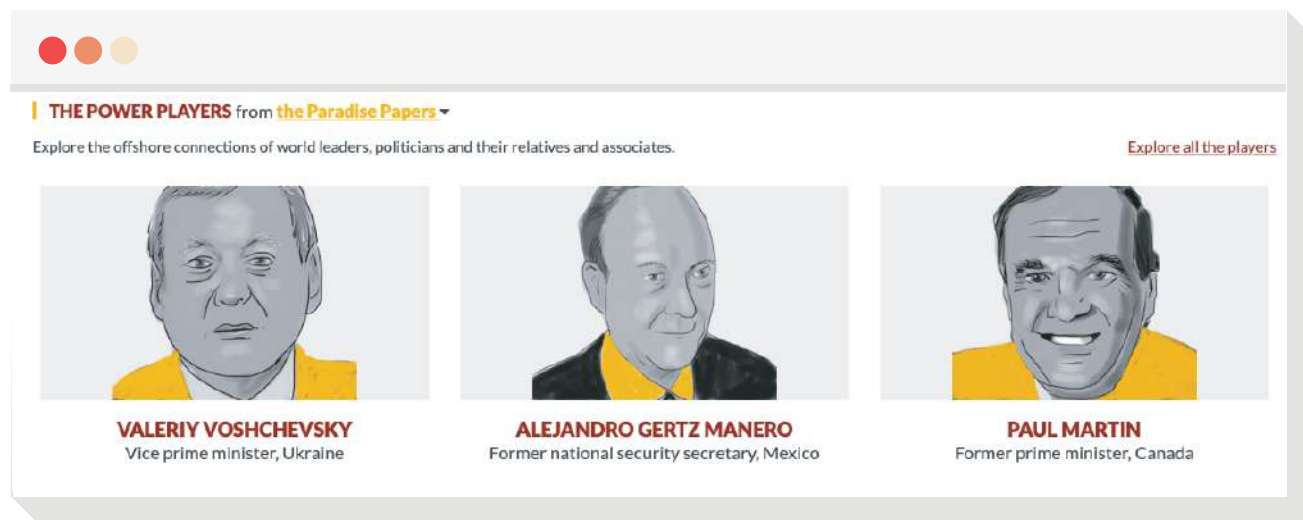 THE POWER PLAYERS from the Paradise Papers
Explore the offshore connections of world leaders, politicians and their relatives and associates.
Explore all the players
VALERIY VOSHCHEVSKY
Vice prime minister, Ukraine
ALEJANDRO GERTZ MANERO
Former national security secretary, Mexico
PAUL MARTIN
Former prime minister, Canada